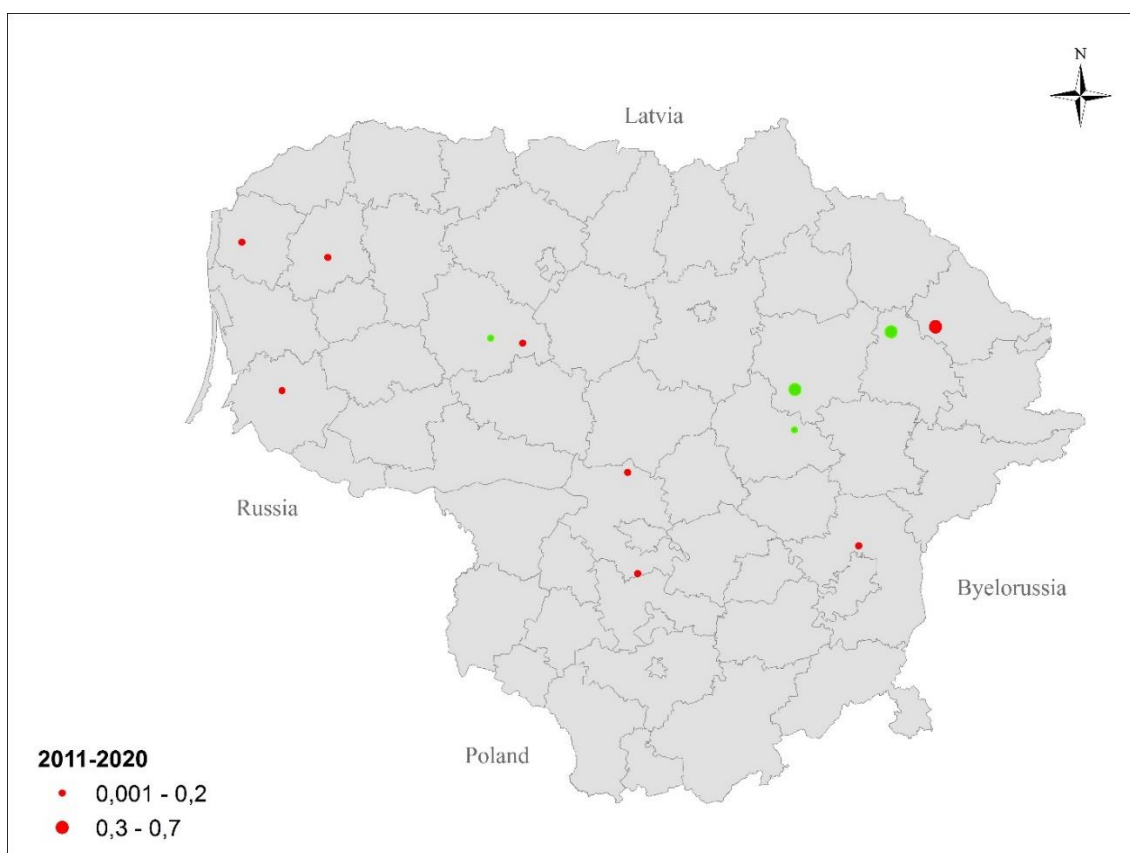 N
Latvia
Russia
Byelorussia
Poland
2011-2020
0,001 - 0,2
0,3 - 0,7